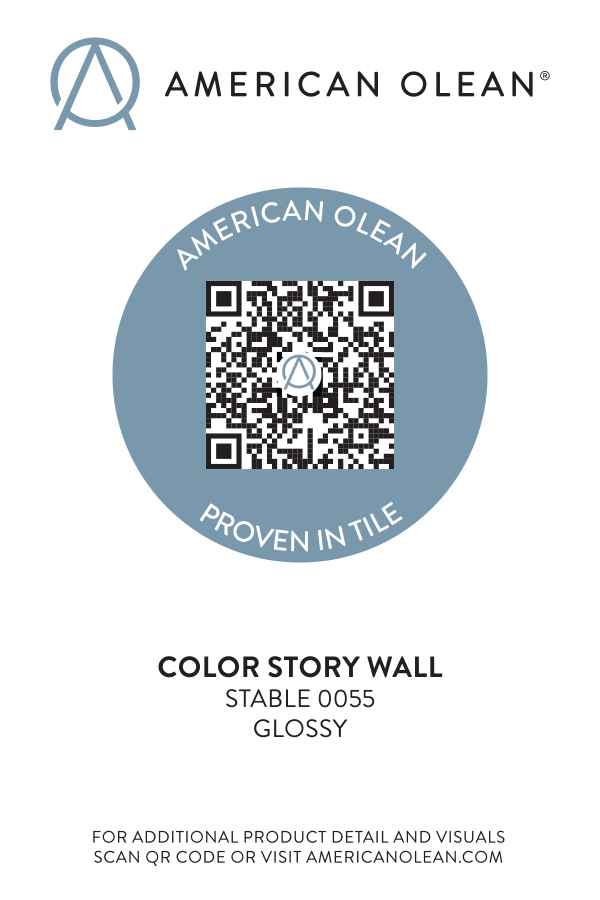 AMERICAN OLEAN®
AMERICAN OLEAN
PROVEN IN TILE
COLOR STORY WALL
STABLE 0055
GLOSSY
FOR ADDITIONAL PRODUCT DETAIL AND VISUALS
SCAN QR CODE OR VISIT AMERICANOLEAN.COM